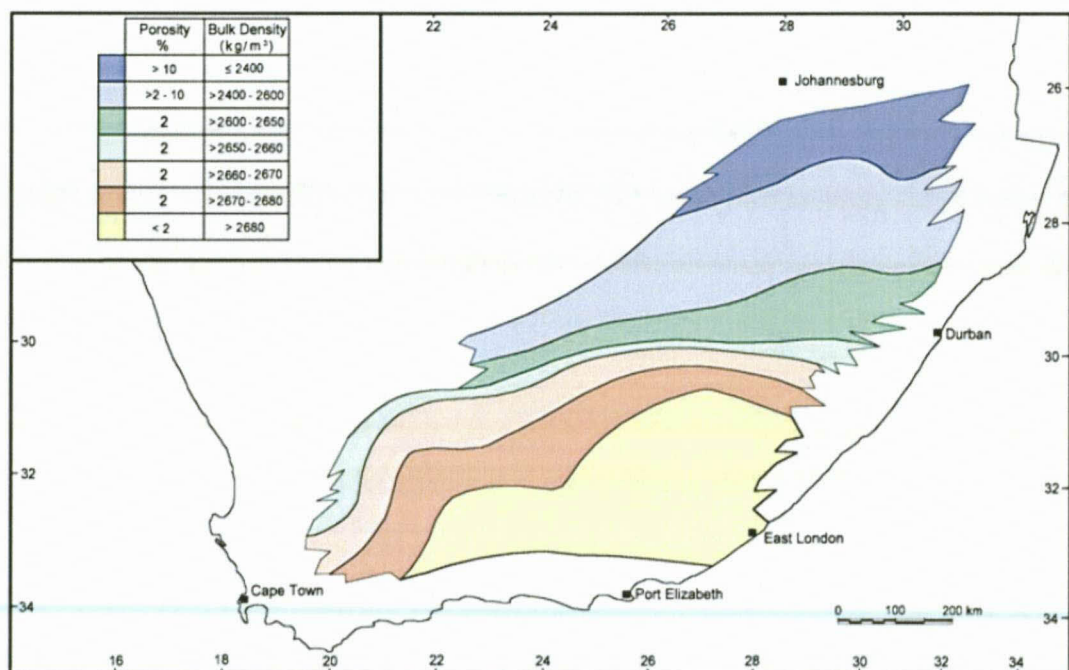 22 28 30
Porosity % Bulk Density (kg/m³)
> 10 ≤ 2400
>2 - 10 >2400 - 2600
2 >2600 - 2650
2 >2650 - 2660
2 >2660 - 2670
2 >2670 - 2680
< 2 > 2680
Johannesburg
26
28
30
30
Durban
32
32
East London
Cape Town
Port Elizabeth
34
34
0 100 200 km
16 18 20 22 24 26 28 30 32 34